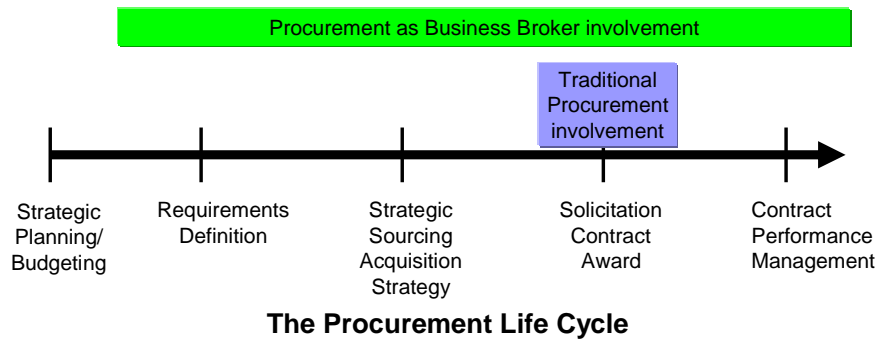 Procurement as Business Broker involvement
Traditional
Procurement
involvement
Strategic
Planning/
Budgeting
Requirements
Definition
Strategic
Sourcing
Acquisition
Strategy
Solicitation
Contract
Award
Contract
Performance
Management
The Procurement Life Cycle